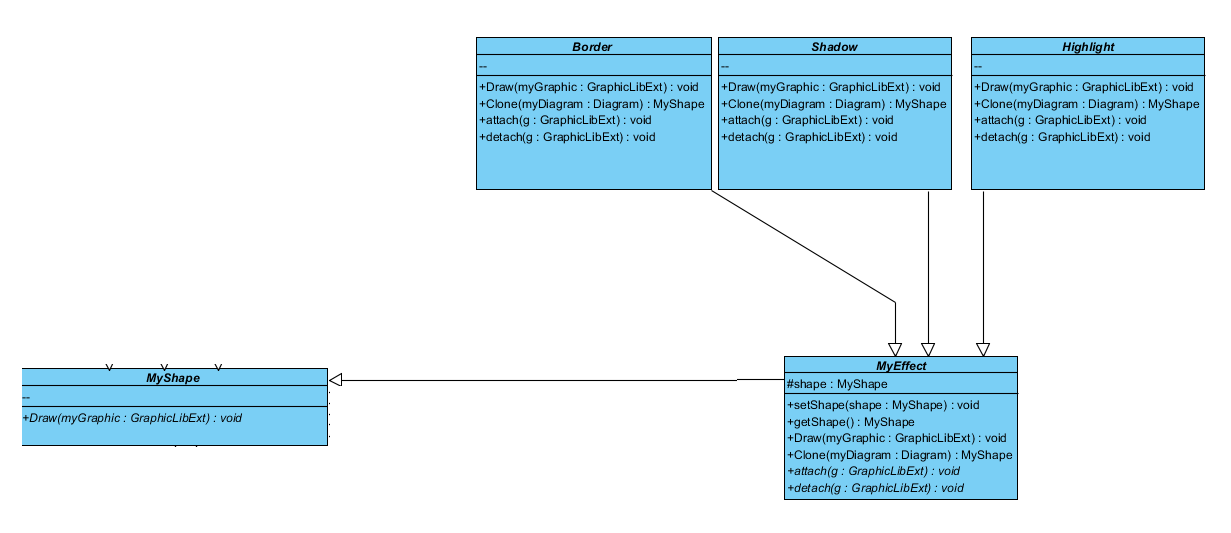 Border
--
+Draw(myGraphic : GraphicLibExt) : void
+Clone(myDiagram : Diagram) : MyShape
+attach(g : GraphicLibExt) : void
+detach(g : GraphicLibExt) : void
Shadow
--
+Draw(myGraphic : GraphicLibExt) : void
+Clone(myDiagram : Diagram) : MyShape
+attach(g : GraphicLibExt) : void
+detach(g : GraphicLibExt) : void
Highlight
--
+Draw(myGraphic : GraphicLibExt) : void
+Clone(myDiagram : Diagram) : MyShape
+attach(g : GraphicLibExt) : void
+detach(g : GraphicLibExt) : void
MyShape
--
+Draw(myGraphic : GraphicLibExt) : void
MyEffect
#shape : MyShape
+setShape(shape : MyShape) : void
+getShape() : MyShape
+Draw(myGraphic : GraphicLibExt) : void
+Clone(myDiagram : Diagram) : MyShape
+attach(g : GraphicLibExt) : void
+detach(g : GraphicLibExt) : void